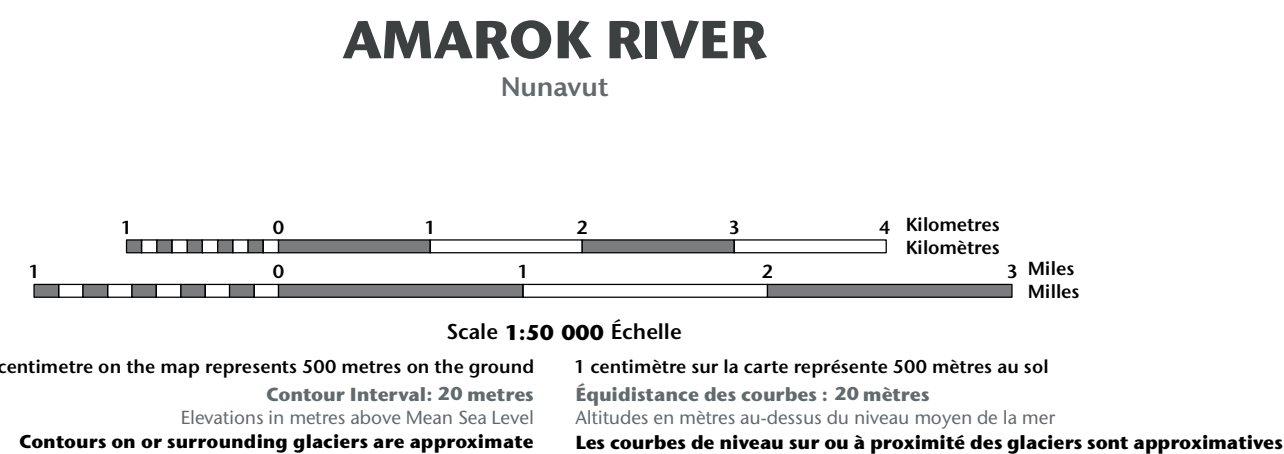 AMAROK RIVER
Nunavut
1 0 1 2 3 4 Kilometres
Kilomètres
1 0 1 2 3 Miles
Milles
Scale 1:50 000 Échelle
centimetre on the map represents 500 metres on the ground
1 centimètre sur la carte représente 500 mètres au sol
Contour Interval: 20 metres
Équidistance des courbes : 20 mètres
Elevations in metres above Mean Sea Level
Altitudes en mètres au-dessus du niveau moyen de la mer
Contours on or surrounding glaciers are approximate
Les courbes de niveau sur ou à proximité des glaciers sont approximatives